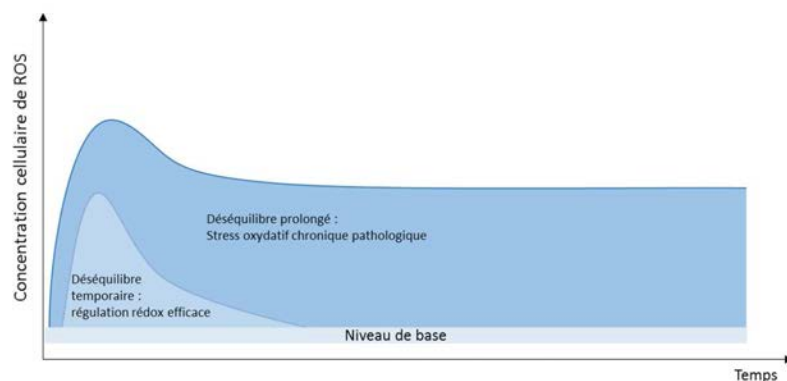 Concentration cellulaire de ROS
Déséquilibre prolongé :
Stress oxydatif chronique pathologique
Déséquilibre
temporaire :
régulation rédox efficace
Niveau de base
Temps